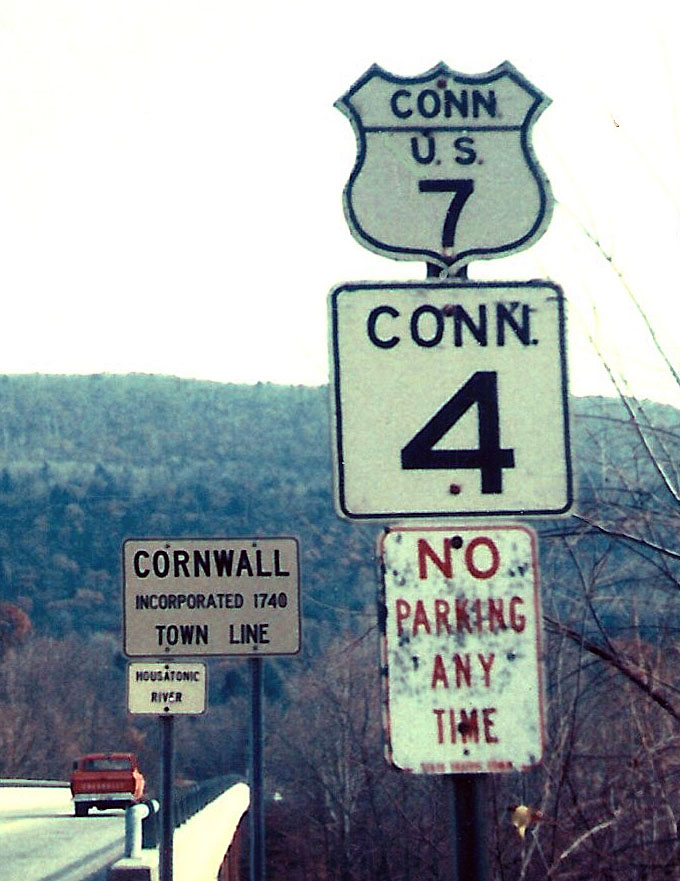 CONN.
U.S.
7
CONN.
4
NO
PARKING
ANY
TIME
CORNWALL
INCORPORATED 1740
TOWN LINE
HOUSATONIC
RIVER